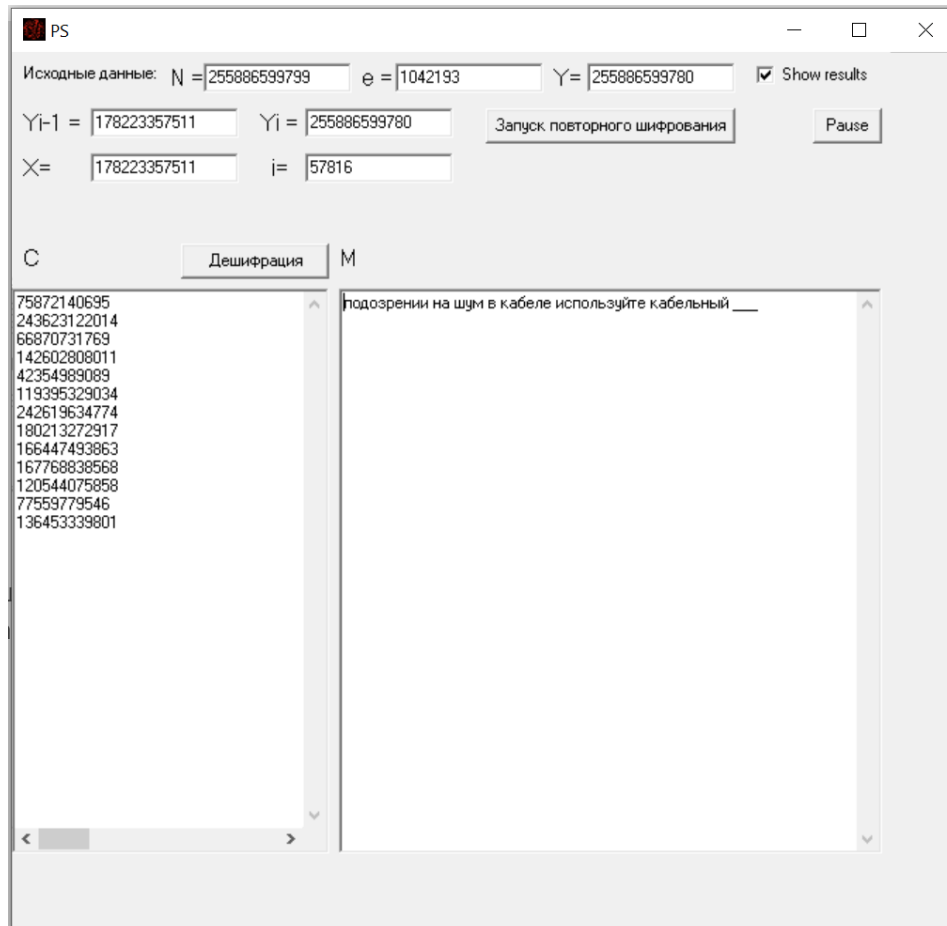 PS
Исходные данные: N = 255886599799 e = 1042193 Y= 255886599780 Show results
Yi-1 = 178223357511 Yi = 255886599780 Запуск повторного шифрования Pause
X= 178223357511 i= 57816
C Дешифрация M
75872140695
243623122014
66870731769
142602808011
42354989089
119395329034
242619634774
180213272917
166447493863
167768838568
120544075858
77559779546
136453339801
подозрении на шум в кабеле используйте кабельный ___